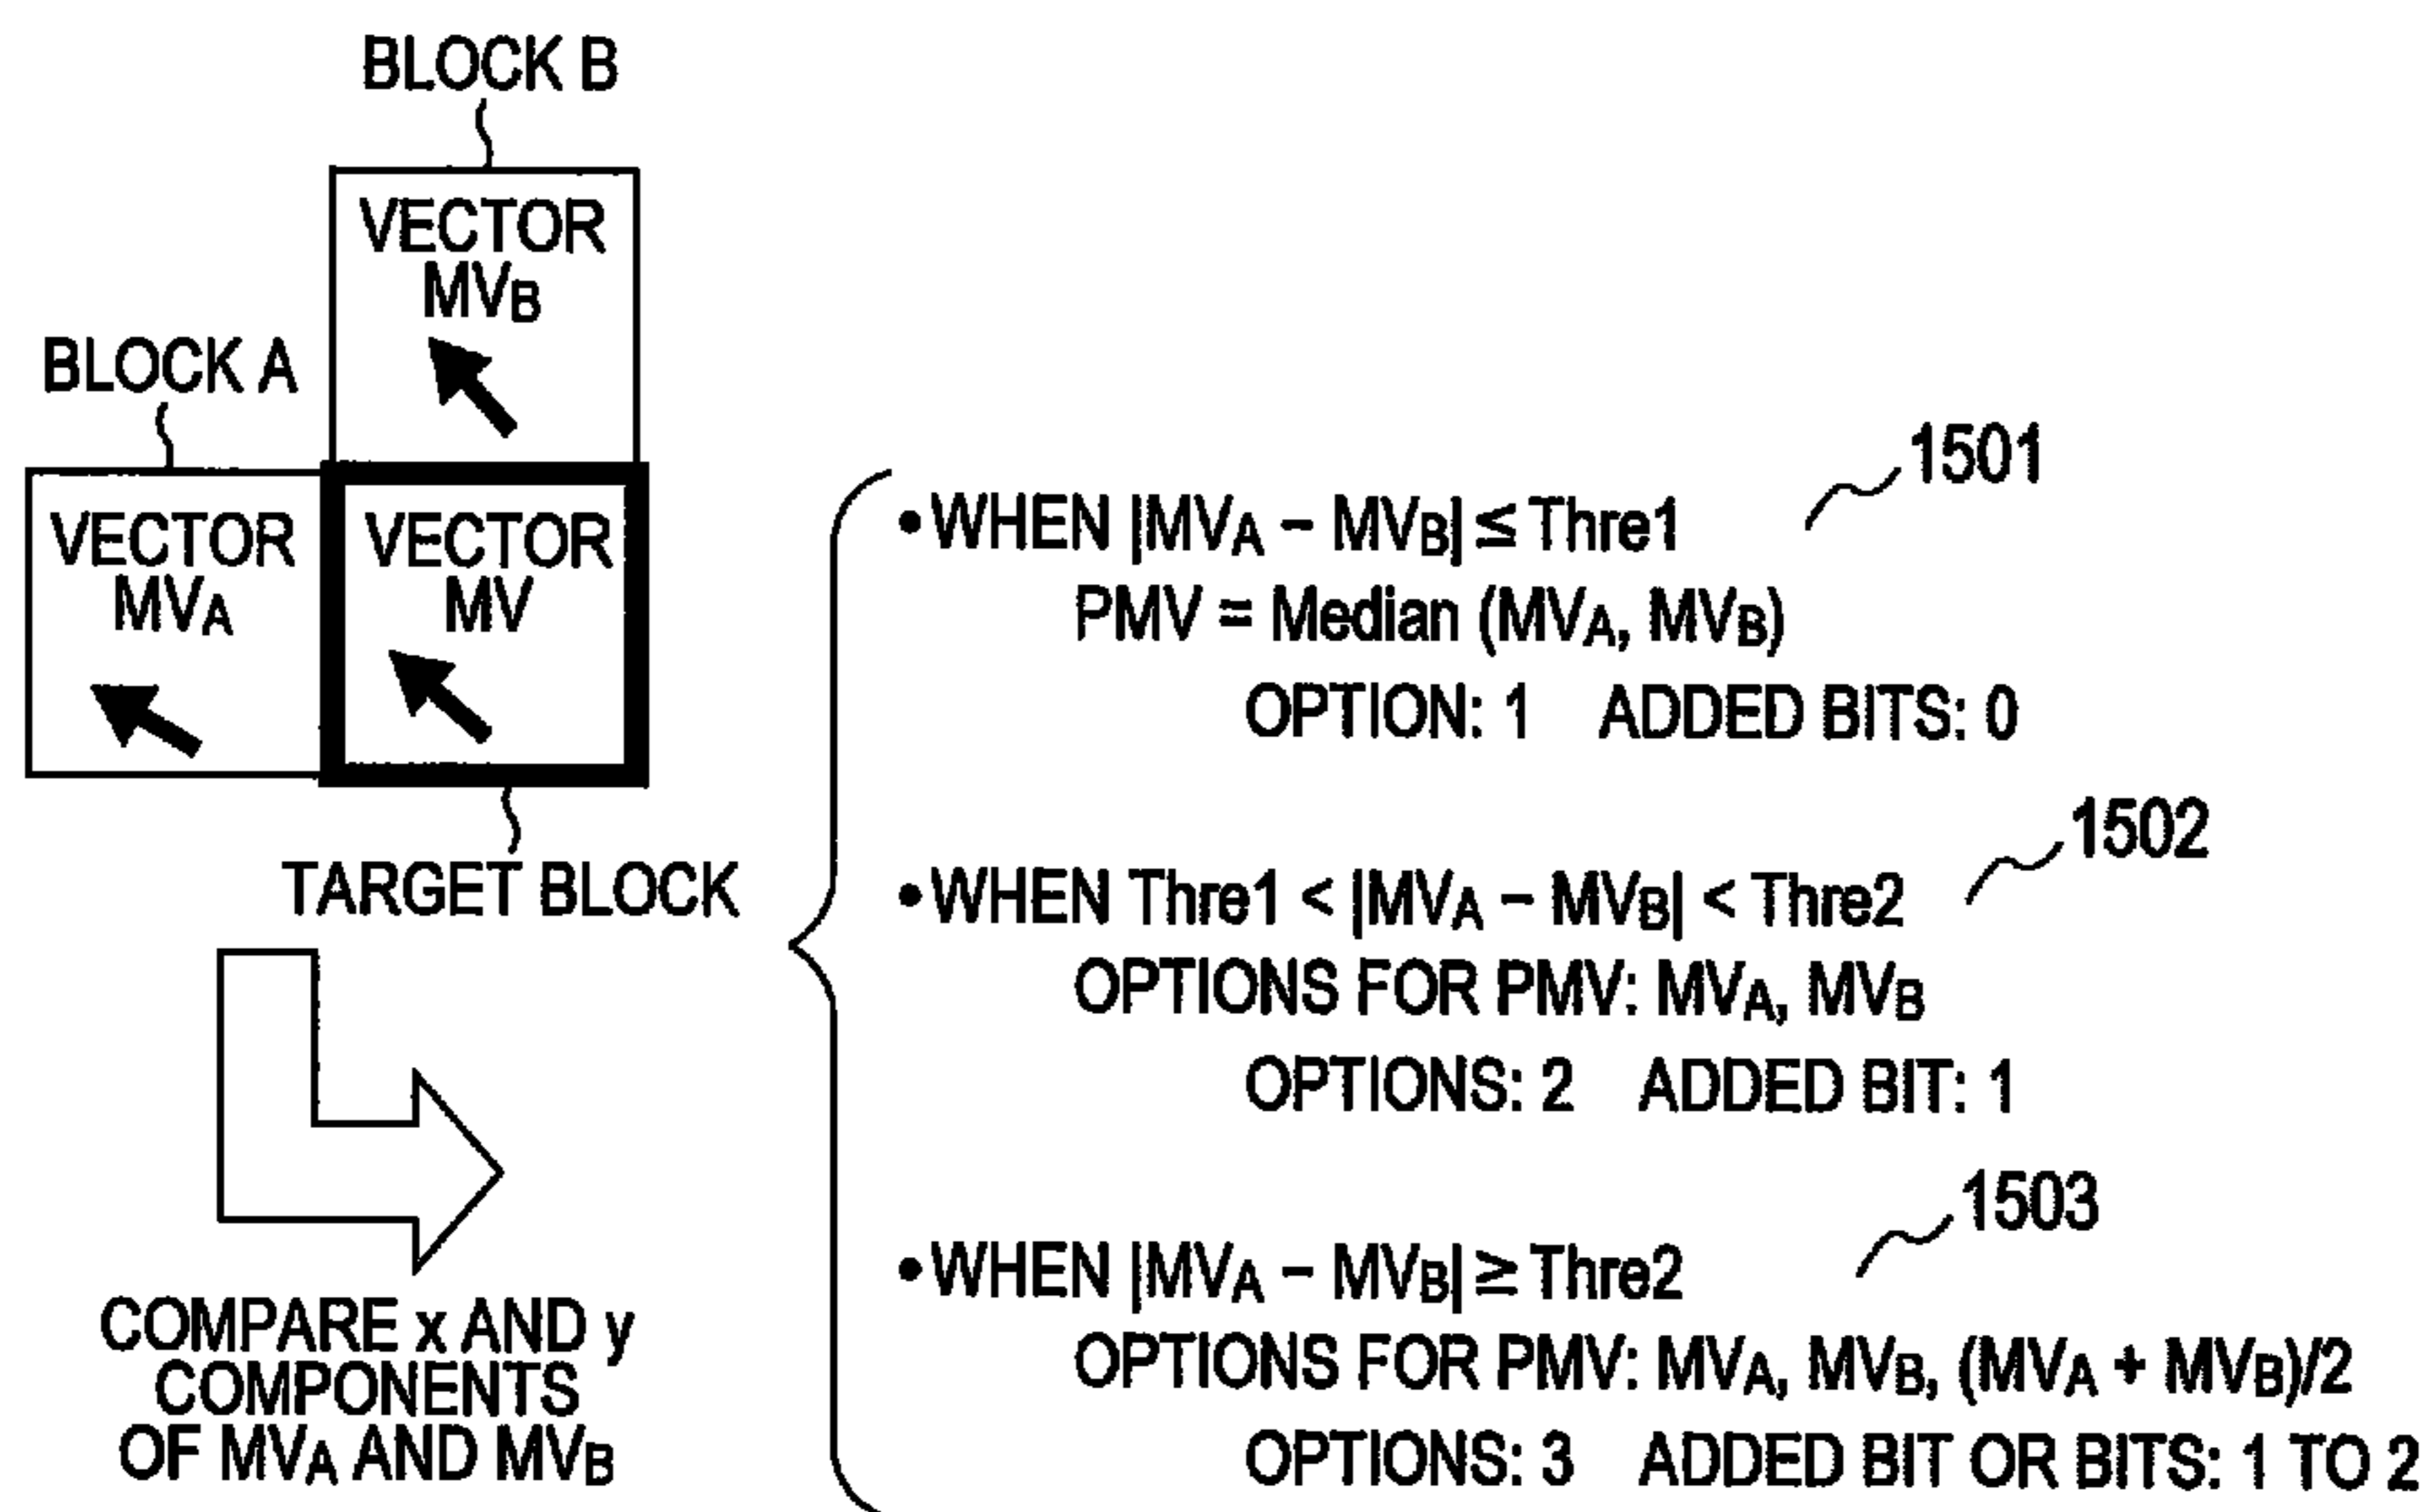 BLOCK B
VECTOR
MVB
BLOCK A
VECTOR
MVA
VECTOR
MV
TARGET BLOCK
COMPARE x AND y
COMPONENTS
OF MVA AND MVB
1501
•WHEN |MVA – MVB| ≤ Thre1
PMV = Median (MVA, MVB)
OPTION: 1 ADDED BITS: 0
1502
•WHEN Thre1 < |MVA – MVB| < Thre2
OPTIONS FOR PMV: MVA, MVB
OPTIONS: 2 ADDED BIT: 1
1503
•WHEN |MVA – MVB| ≥ Thre2
OPTIONS FOR PMV: MVA, MVB, (MVA + MVB)/2
OPTIONS: 3 ADDED BIT OR BITS: 1 TO 2